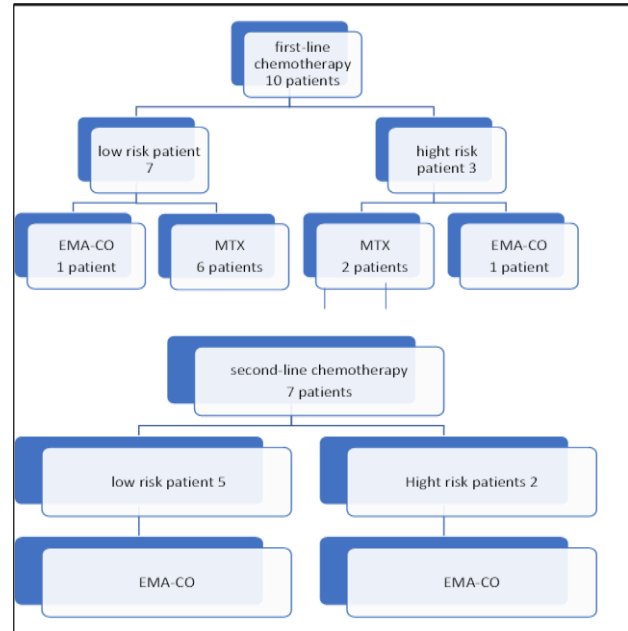 first-line
chemotherapy
10 patients
low risk patient
7
hight risk
patient 3
EMA-CO
1 patient
MTX
6 patients
MTX
2 patients
EMA-CO
1 patient
second-line chemotherapy
7 patients
low risk patient 5
Hight risk patients 2
EMA-CO
EMA-CO